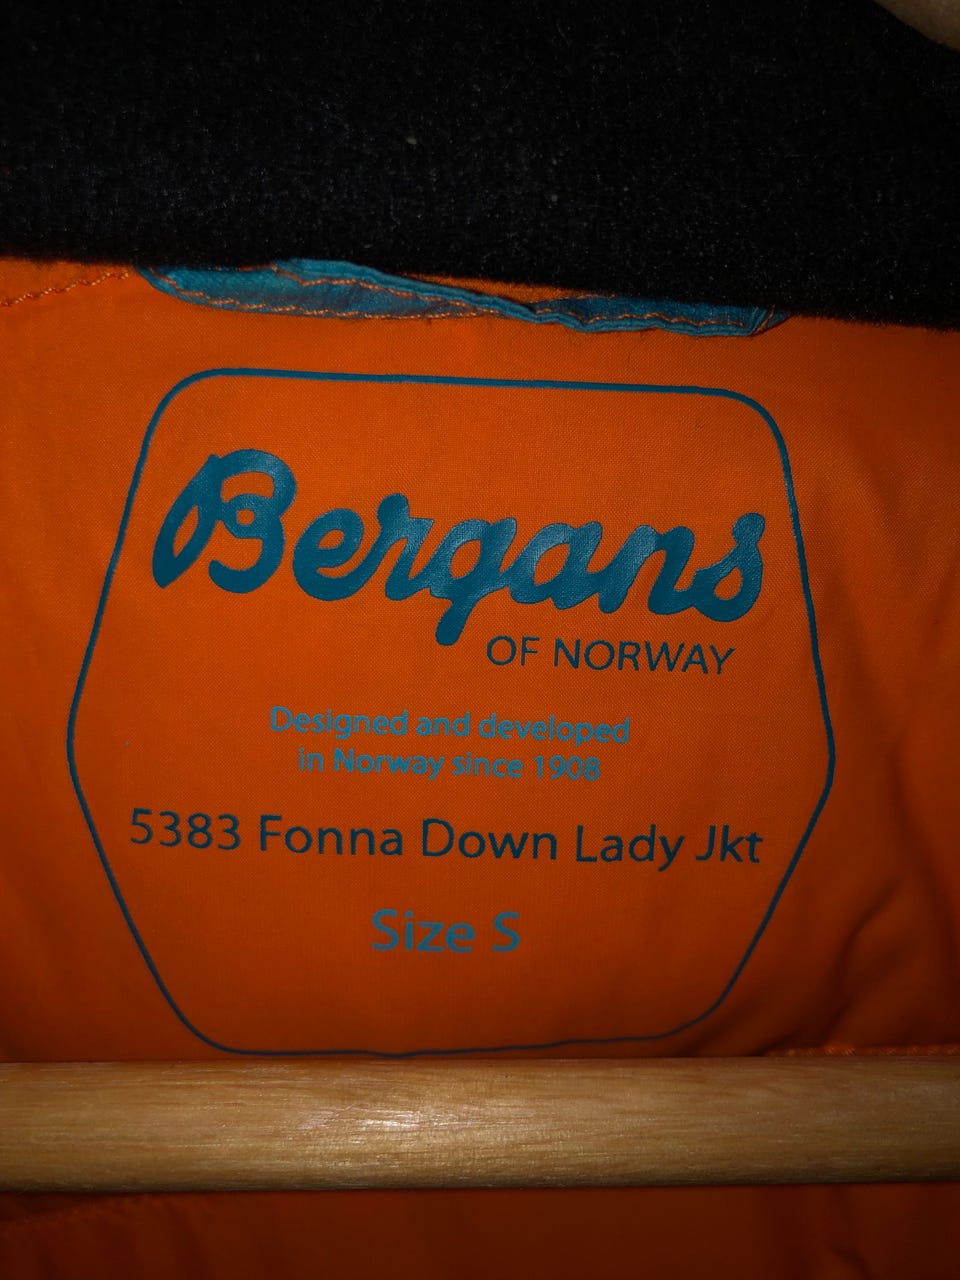 Bergans
OF NORWAY
Designed and developed
in Norway since 1908
5383 Fonna Down Lady Jkt
Size S